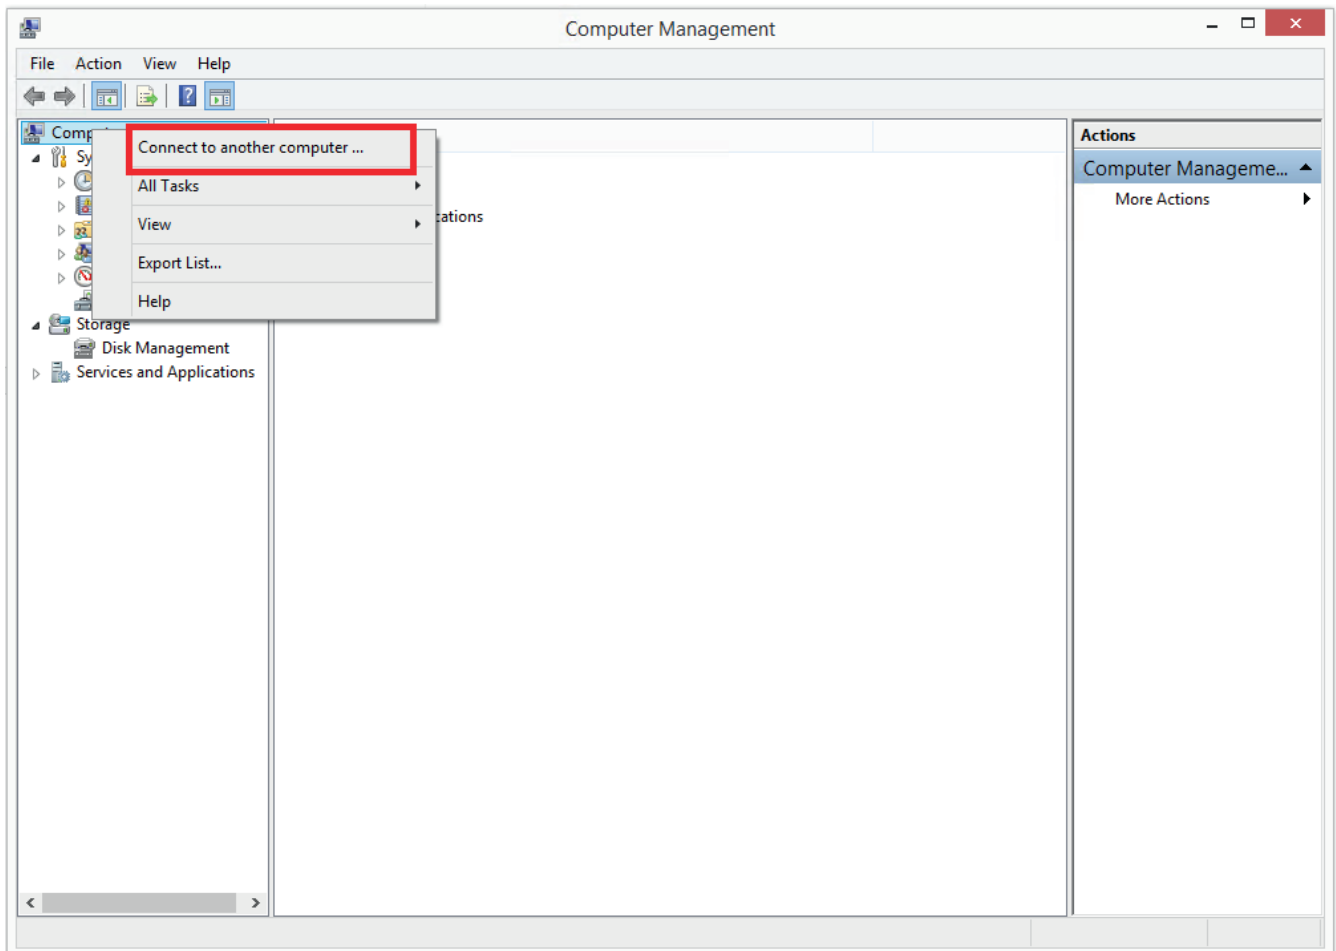 Computer Management
File Action View Help
Comp
Connect to another computer ...
Sy
All Tasks
View
ations
Export List...
Help
Storage
Disk Management
Services and Applications
Actions
Computer Manageme...
More Actions